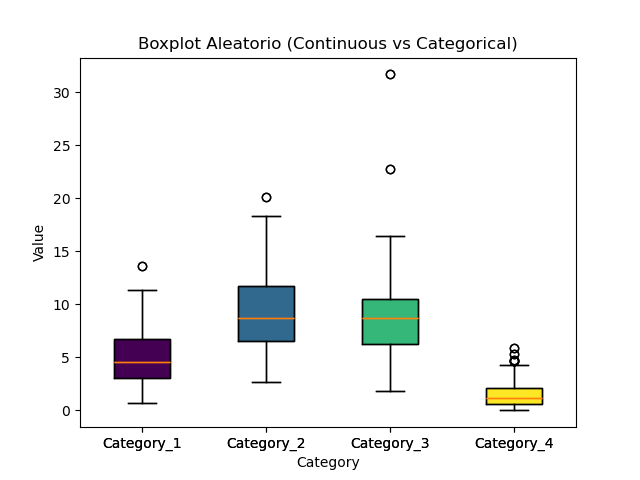 Boxplot Aleatorio (Continuous vs Categorical)
30
25
20
15
10
5
0
Value
Category_1 Category_2 Category_3 Category_4
Category